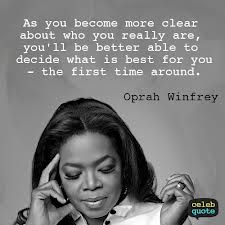 As you become more clear
about who you really are,
you'll be better able to
decide what is best for you
- the first time around.
Oprah Winfrey
celeb
quote